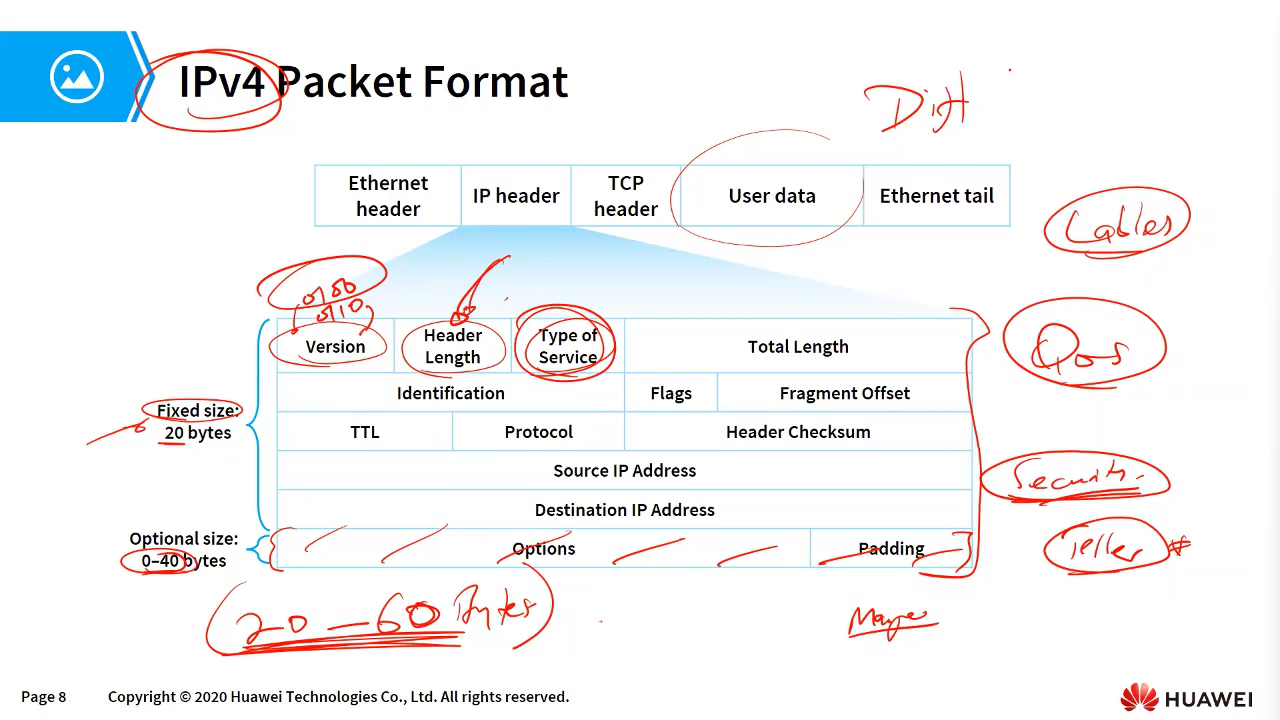 IPv4 Packet Format
Ethernet header
IP header
TCP header
User data
Ethernet tail
Cables
0100
0110
Version
Header Length
Type of Service
Total Length
QoS
Identification
Flags
Fragment Offset
Fixed size:
20 bytes
TTL
Protocol
Header Checksum
Source IP Address
Security
Destination IP Address
Optional size:
0–40 bytes
Options
Padding
Teller *
20 – 60 Bytes
Page 8
Copyright © 2020 Huawei Technologies Co., Ltd. All rights reserved.
HUAWEI